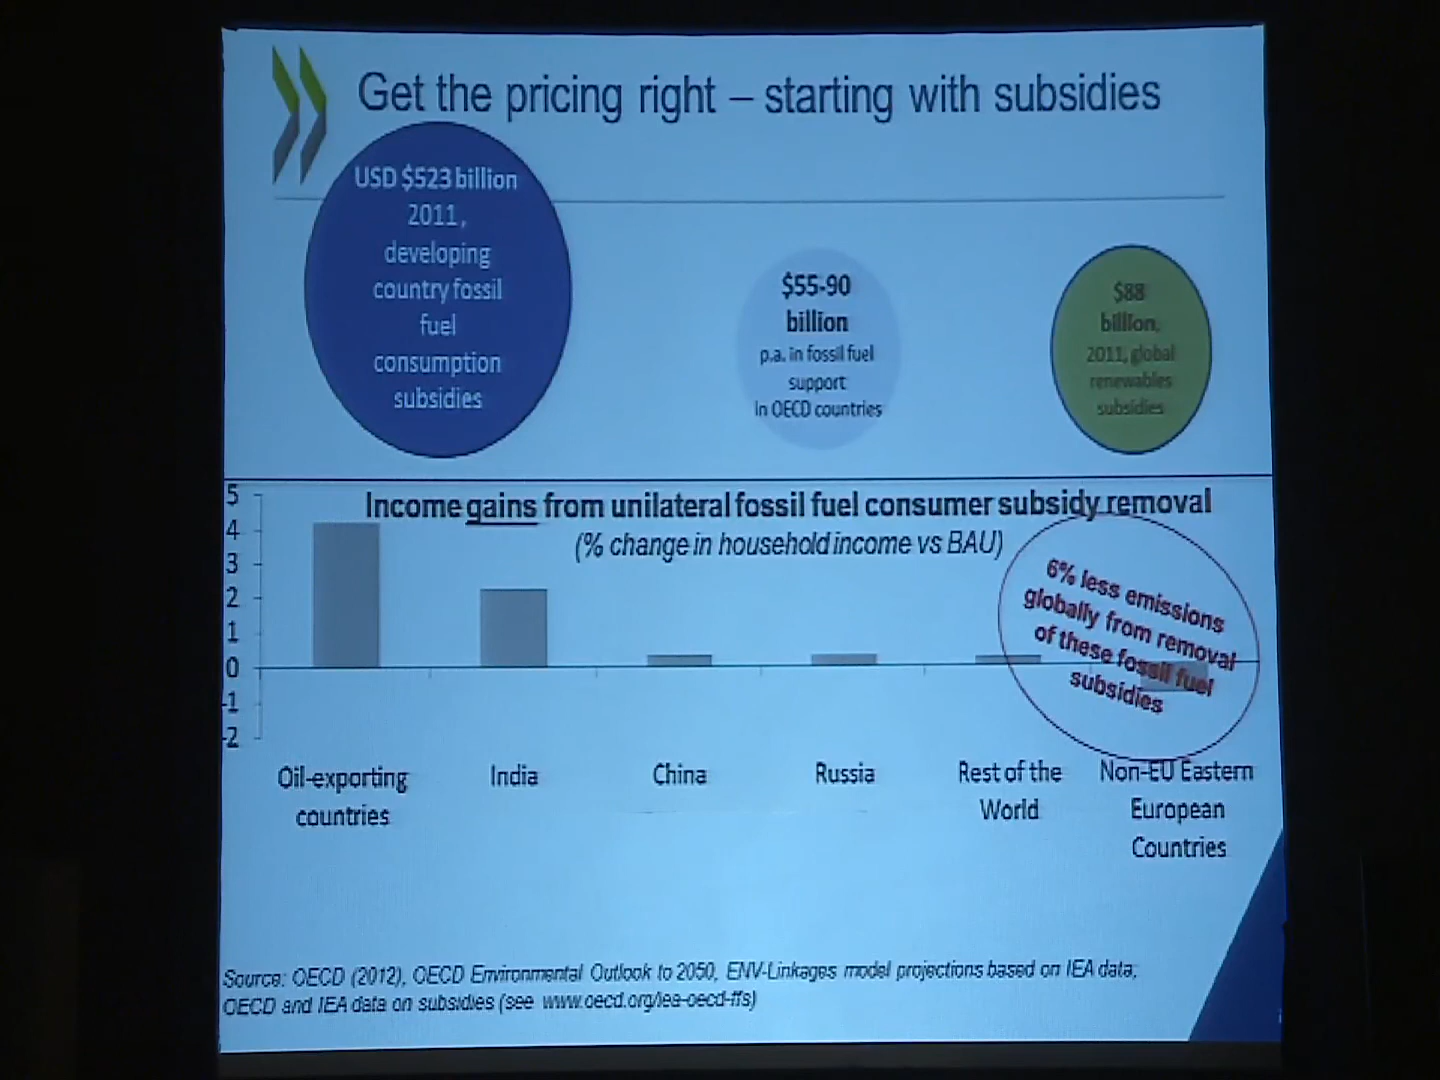 Get the pricing right – starting with subsidies
USD $523 billion
2011,
developing
country fossil
fuel
consumption
subsidies
$55-90
billion
p.a. in fossil fuel
support
in OECD countries
$88
billion,
2011, global
renewables
subsidies
Income gains from unilateral fossil fuel consumer subsidy removal
(% change in household income vs BAU)
5
4
3
2
1
0
-1
-2
6% less emissions
globally from removal
of these fossil fuel
subsidies
Oil-exporting
countries
India
China
Russia
Rest of the
World
Non-EU Eastern
European
Countries
Source: OECD (2012), OECD Environmental Outlook to 2050, ENV-Linkages model projections based on IEA data;
OECD and IEA data on subsidies (see www.oecd.org/iea-oecd-ffs)